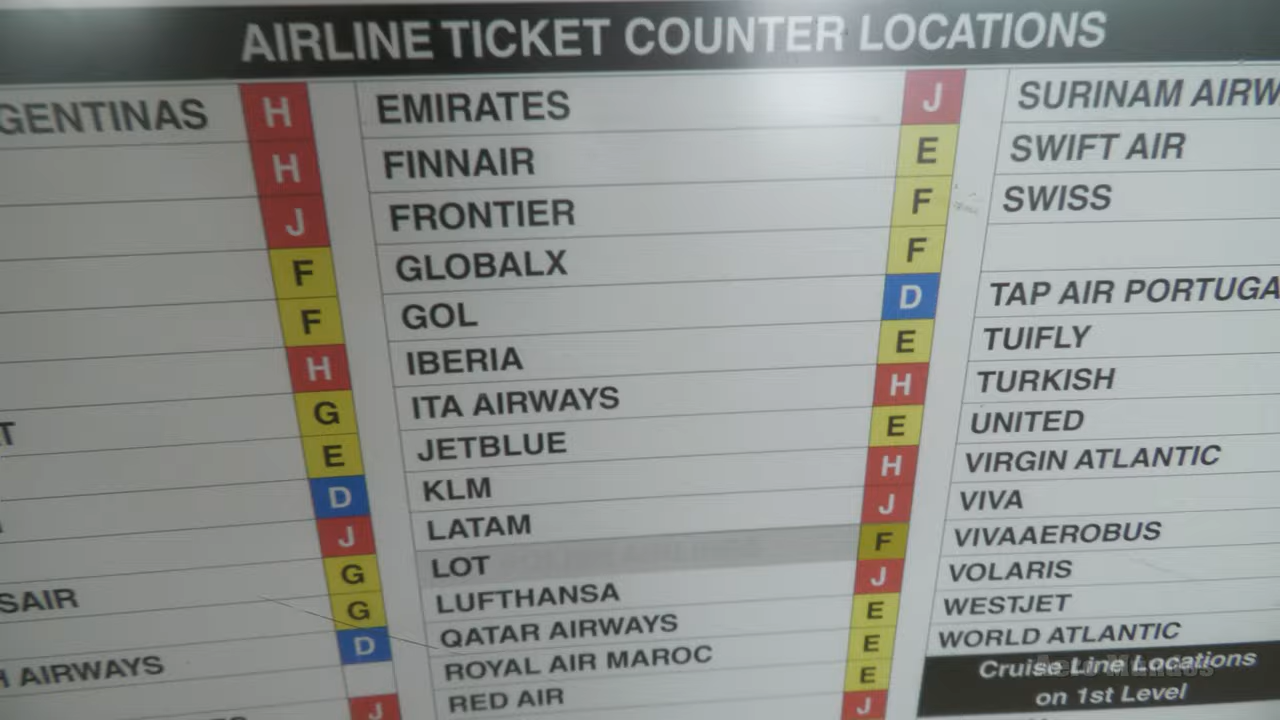 AIRLINE TICKET COUNTER LOCATIONS
GENTINAS H
H
J
F
F
H
G
E
D
J
SAIR G
G
AIRWAYS D
J
EMIRATES J
FINNAIR E
FRONTIER F
GLOBALX F
GOL D
IBERIA E
ITA AIRWAYS H
JETBLUE E
KLM H
LATAM J
LOT F
LUFTHANSA J
QATAR AIRWAYS E
ROYAL AIR MAROC E
RED AIR E
J
SURINAM AIRW
SWIFT AIR
SWISS
TAP AIR PORTUGA
TUIFLY
TURKISH
UNITED
VIRGIN ATLANTIC
VIVA
VIVAAEROBUS
VOLARIS
WESTJET
WORLD ATLANTIC
Cruise Line Locations
on 1st Level
Aero Mundos